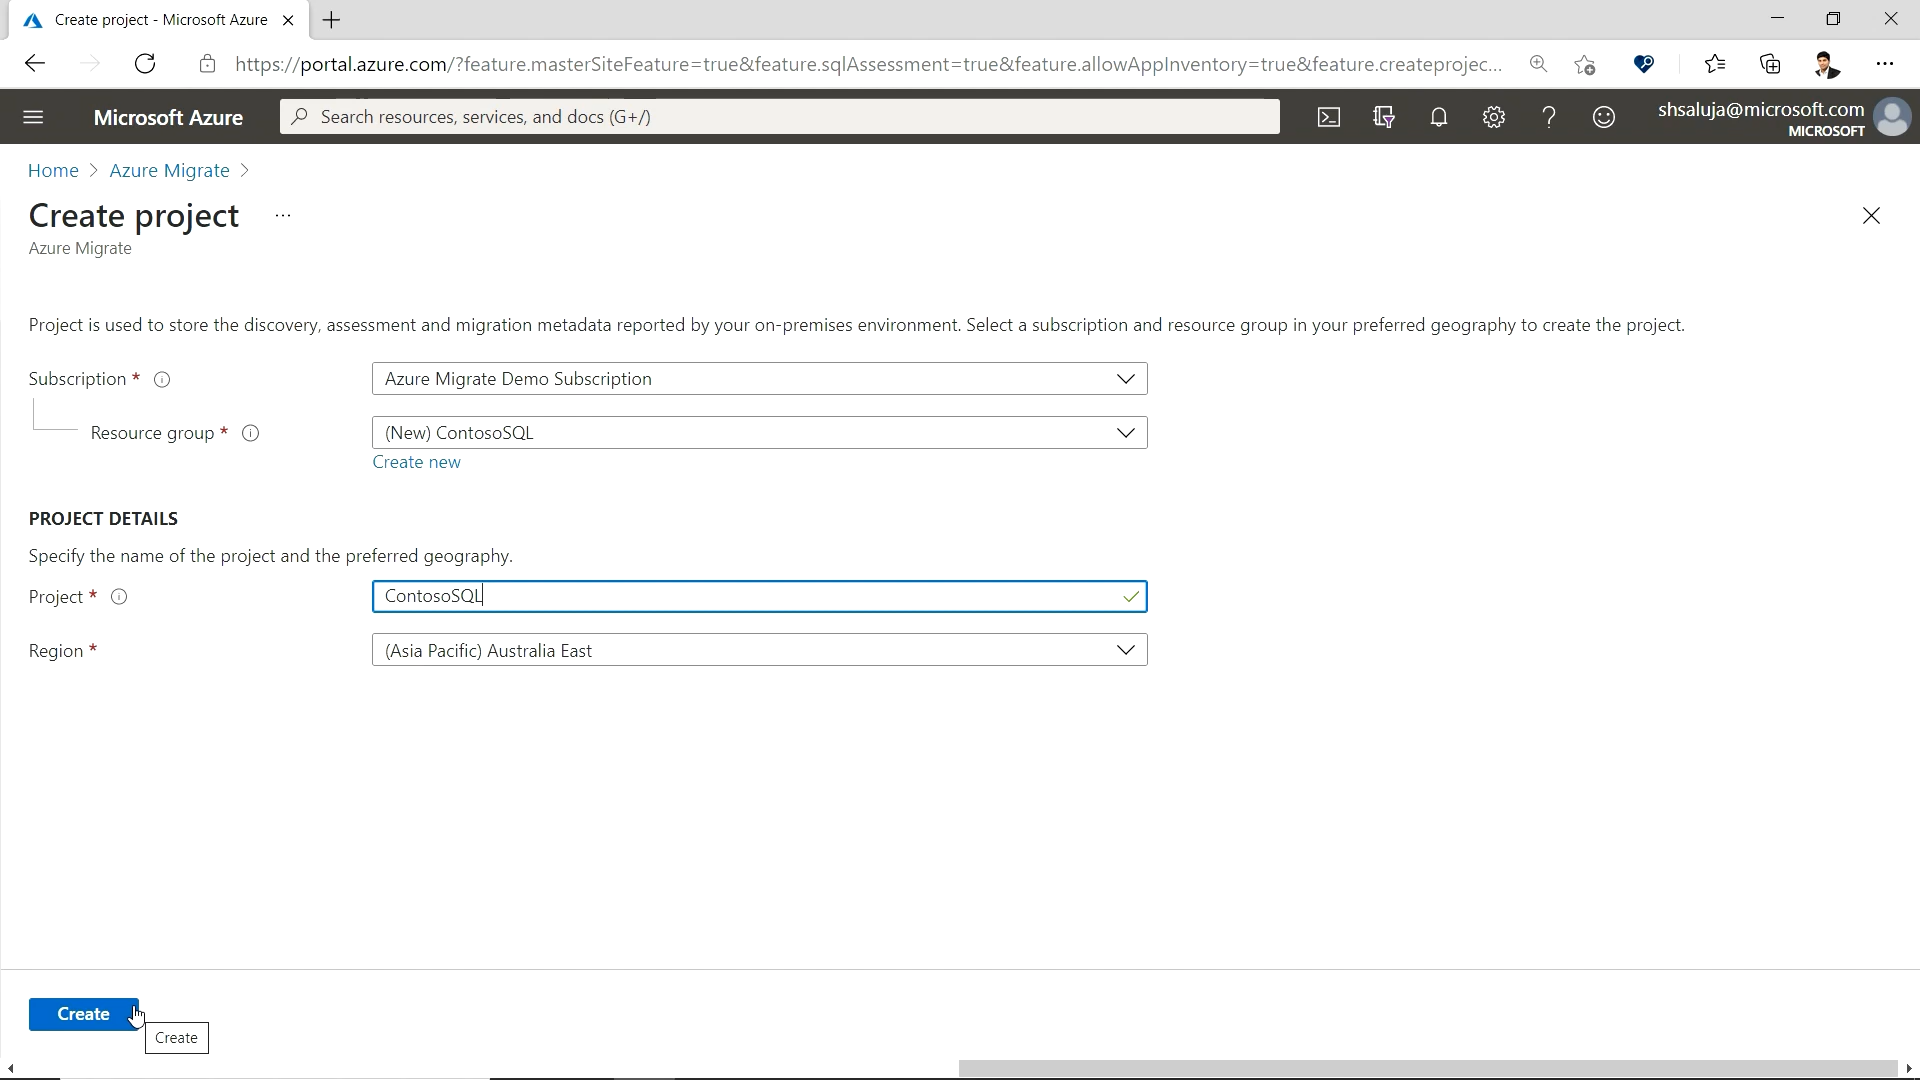 Create project - Microsoft Azure
https://portal.azure.com/?feature.masterSiteFeature=true&feature.sqlAssessment=true&feature.allowAppInventory=true&feature.createprojec...
Microsoft Azure
Search resources, services, and docs (G+/)
shsaluja@microsoft.com
MICROSOFT
Home > Azure Migrate >
Create project ...
Azure Migrate
Project is used to store the discovery, assessment and migration metadata reported by your on-premises environment. Select a subscription and resource group in your preferred geography to create the project.
Subscription *
Azure Migrate Demo Subscription
Resource group *
(New) ContosoSQL
Create new
PROJECT DETAILS
Specify the name of the project and the preferred geography.
Project *
ContosoSQL
Region *
(Asia Pacific) Australia East
Create
Create